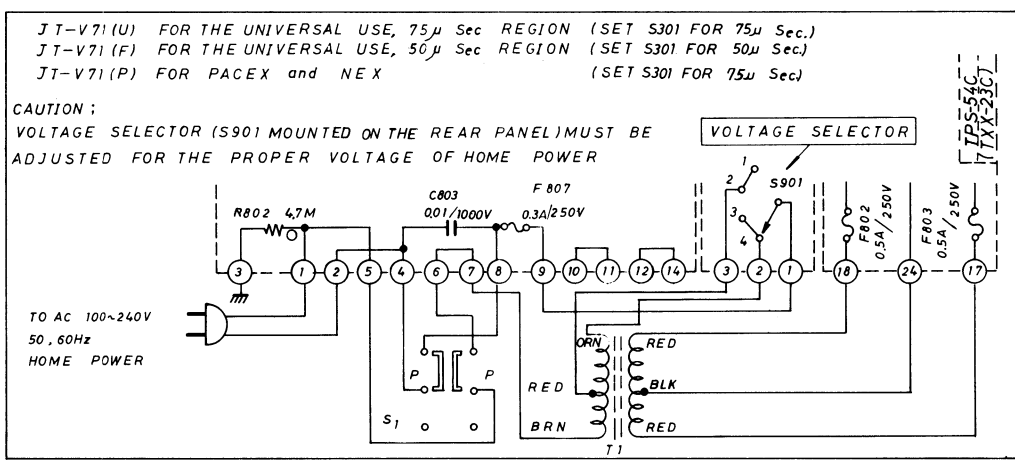 JT-V71(U) FOR THE UNIVERSAL USE, 75μ Sec REGION (SET S301 FOR 75μ Sec.)
JT-V71(F) FOR THE UNIVERSAL USE, 50μ Sec REGION (SET S301 FOR 50μ Sec.)
JT-V71(P) FOR PACEX and NEX (SET S301 FOR 75μ Sec.)
CAUTION ;
VOLTAGE SELECTOR (S901 MOUNTED ON THE REAR PANEL) MUST BE
ADJUSTED FOR THE PROPER VOLTAGE OF HOME POWER
VOLTAGE SELECTOR
TPS-54C
(TXX-23C)
R802 4,7M
C803
0,01/1000V
F807
0.3A/250V
1
2
3
4
S901
F802
0.5A/250V
F803
0.5A/250V
3 1 2 5 4 6 7 8 9 10 11 12 14 3 2 1 18 24 17
TO AC 100~240V
50, 60Hz
HOME POWER
P P
S1
ORN
RED
BRN
RED
BLK
RED
T1